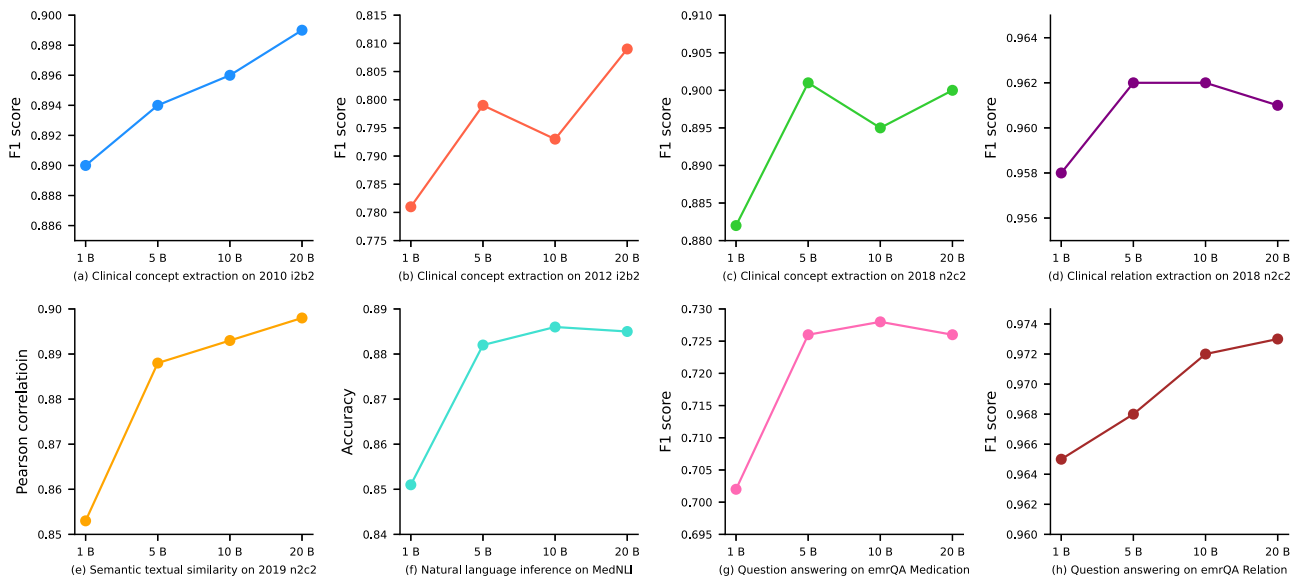 F1 score
0.900
0.898
0.896
0.894
0.892
0.890
0.888
0.886
1 B
5 B
10 B
20 B
(a) Clinical concept extraction on 2010 i2b2
F1 score
0.815
0.810
0.805
0.800
0.795
0.790
0.785
0.780
0.775
1 B
5 B
10 B
20 B
(b) Clinical concept extraction on 2012 i2b2
F1 score
0.910
0.905
0.900
0.895
0.890
0.885
0.880
1 B
5 B
10 B
20 B
(c) Clinical concept extraction on 2018 n2c2
F1 score
0.964
0.962
0.960
0.958
0.956
1 B
5 B
10 B
20 B
(d) Clinical relation extraction on 2018 n2c2
Pearson correlatioin
0.90
0.89
0.88
0.87
0.86
0.85
1 B
5 B
10 B
20 B
(e) Semantic textual similarity on 2019 n2c2
Accuracy
0.89
0.88
0.87
0.86
0.85
0.84
1 B
5 B
10 B
20 B
(f) Natural language inference on MedNLI
F1 score
0.730
0.725
0.720
0.715
0.710
0.705
0.700
0.695
1 B
5 B
10 B
20 B
(g) Question answering on emrQA Medication
F1 score
0.974
0.972
0.970
0.968
0.966
0.964
0.962
0.960
1 B
5 B
10 B
20 B
(h) Question answering on emrQA Relation